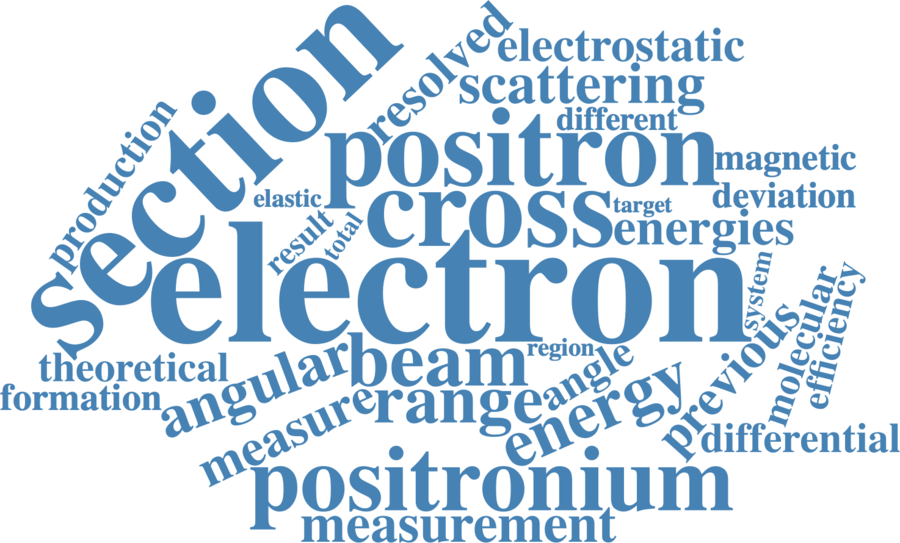 section
resolved
electrostatic
scattering
different
production
positron
magnetic
elastic
cross
target
deviation
result
total
energies
electron
system
molecular
efficiency
previous
theoretical
angular
beam
region
angle
formation
measure
range
energy
differential
positronium
measurement